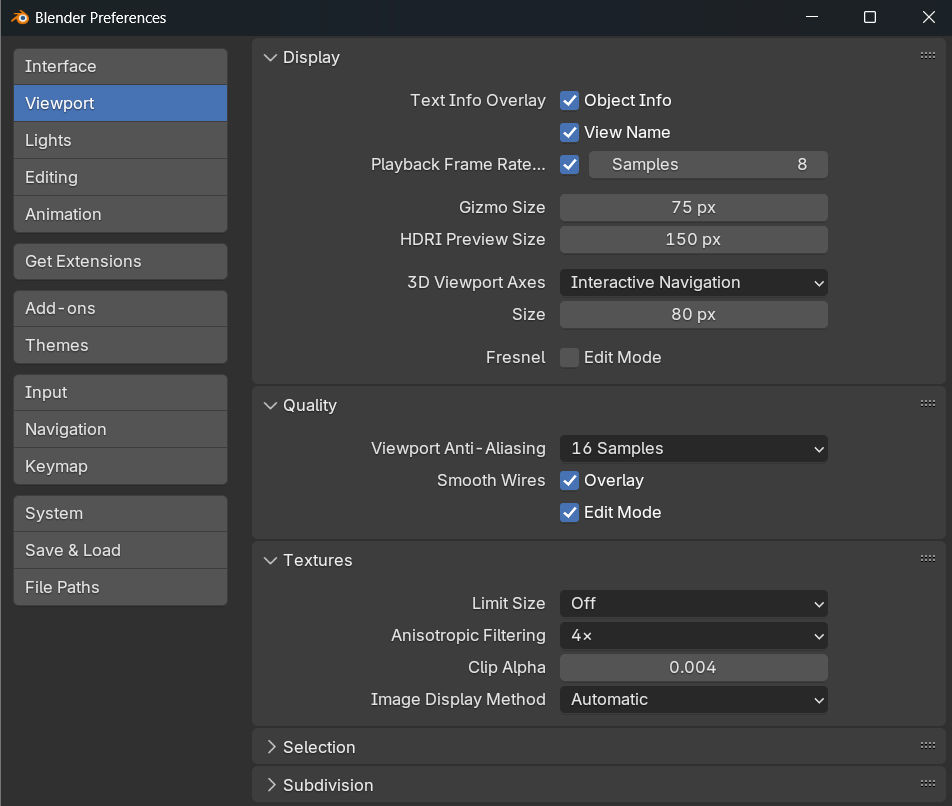 Blender Preferences
Interface
Viewport
Lights
Editing
Animation
Get Extensions
Add-ons
Themes
Input
Navigation
Keymap
System
Save & Load
File Paths
Display
Text Info Overlay Object Info
View Name
Playback Frame Rate... Samples 8
Gizmo Size 75 px
HDRI Preview Size 150 px
3D Viewport Axes Interactive Navigation
Size 80 px
Fresnel Edit Mode
Quality
Viewport Anti-Aliasing 16 Samples
Smooth Wires Overlay
Edit Mode
Textures
Limit Size Off
Anisotropic Filtering 4×
Clip Alpha 0.004
Image Display Method Automatic
Selection
Subdivision